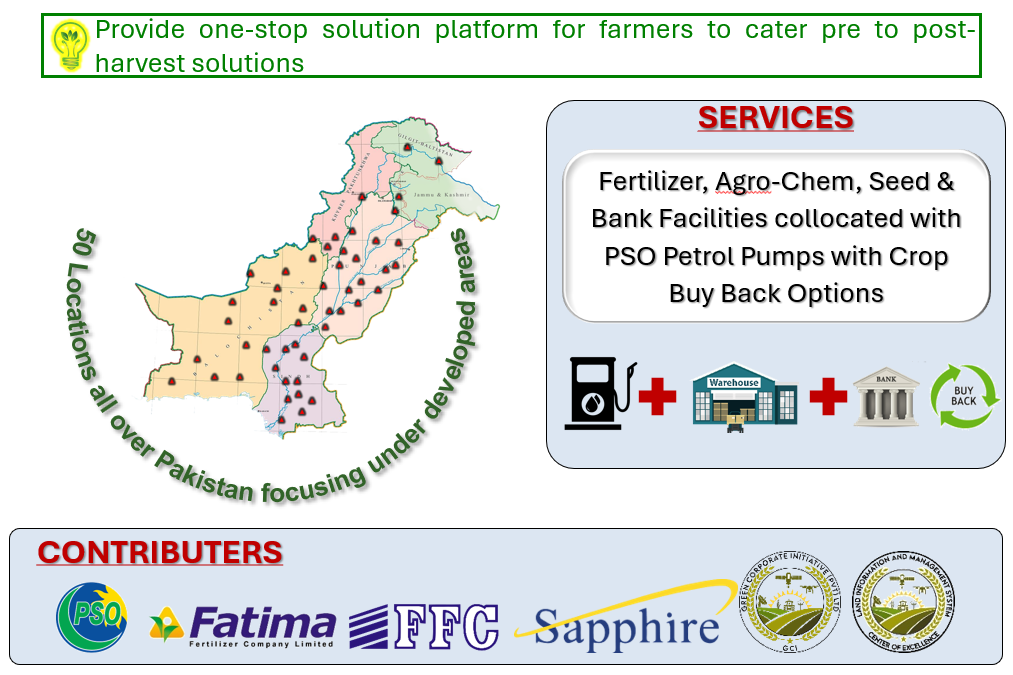 Provide one-stop solution platform for farmers to cater pre to post-
harvest solutions
GILGIT-BALTISTAN
KHYBER PAKHTUNKHWA
Jammu & Kashmir
50 Locations all over Pakistan focusing under developed areas
SERVICES
Fertilizer, Agro-Chem, Seed &
Bank Facilities collocated with
PSO Petrol Pumps with Crop
Buy Back Options
Warehouse
BANK
BUY
BACK
CONTRIBUTERS
PSO
Fatima
Fertilizer Company Limited
FFC
Sapphire
GREEN CORPORATE INITIATIVE (PVT) LTD
GCI
LAND INFORMATION AND MANAGEMENT SYSTEM
CENTER OF EXCELLENCE